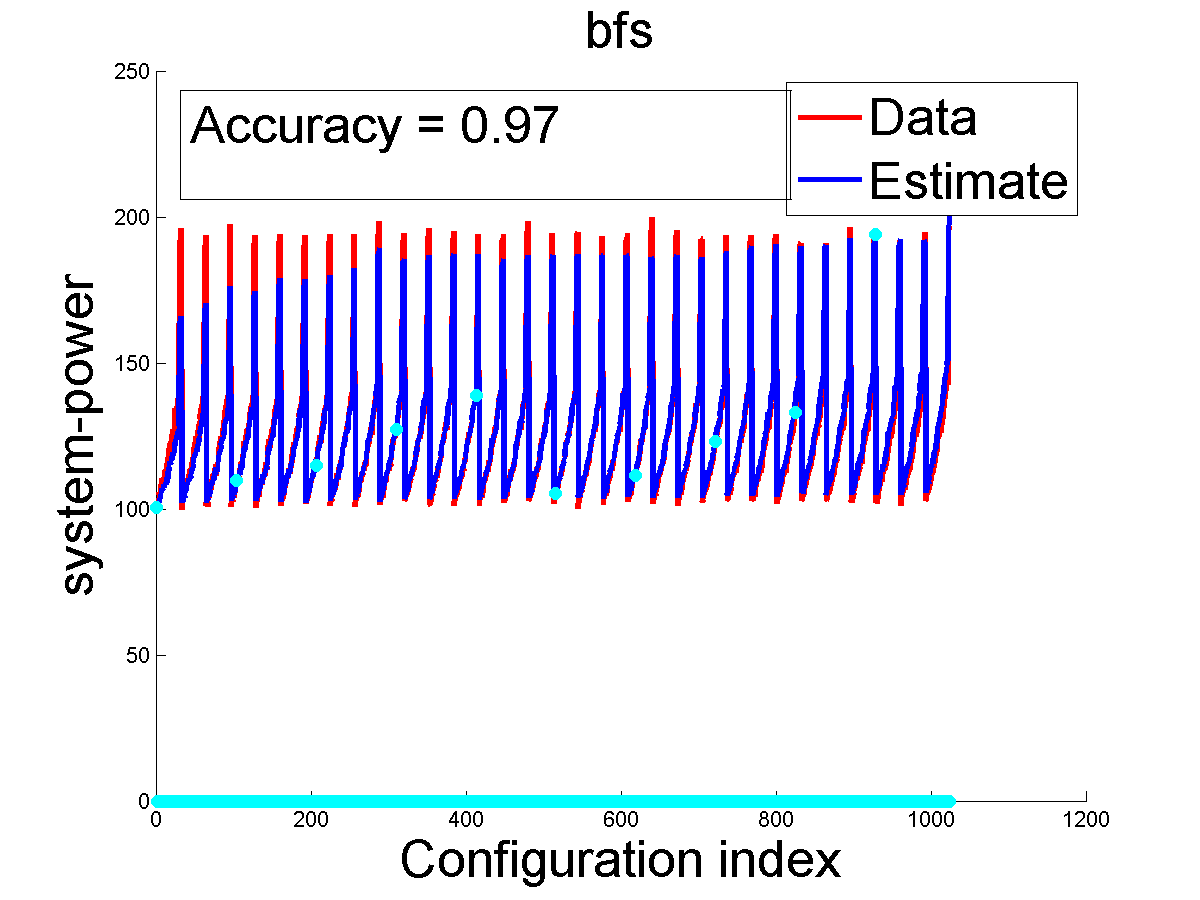 bfs
250
200
150
100
50
0
Accuracy = 0.97
Data
Estimate
system-power
0 200 400 600 800 1000 1200
Configuration index